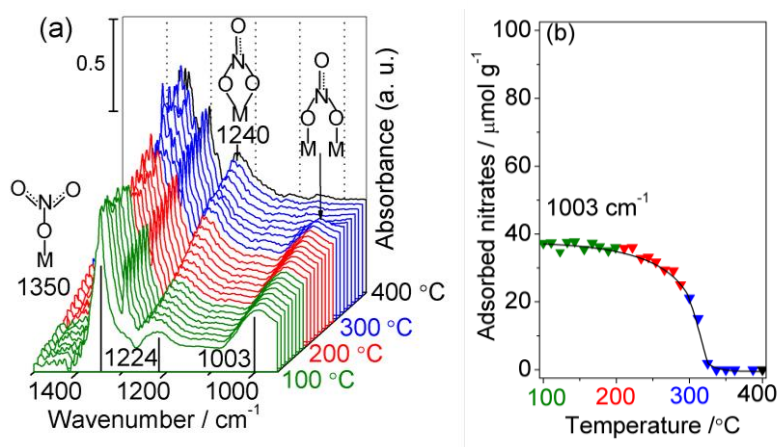 (a)
0.5
O
N
O O
M
1240
O
N
O O
M M
O O
N
O
M
1350
1224
1003
1400 1200 1000
Wavenumber / cm⁻¹
Absorbance (a. u.)
100 °C
200 °C
300 °C
400 °C
(b)
100
80
60
40
20
0
1003 cm⁻¹
Adsorbed nitrates / μmol g⁻¹
100 200 300 400
Temperature /°C